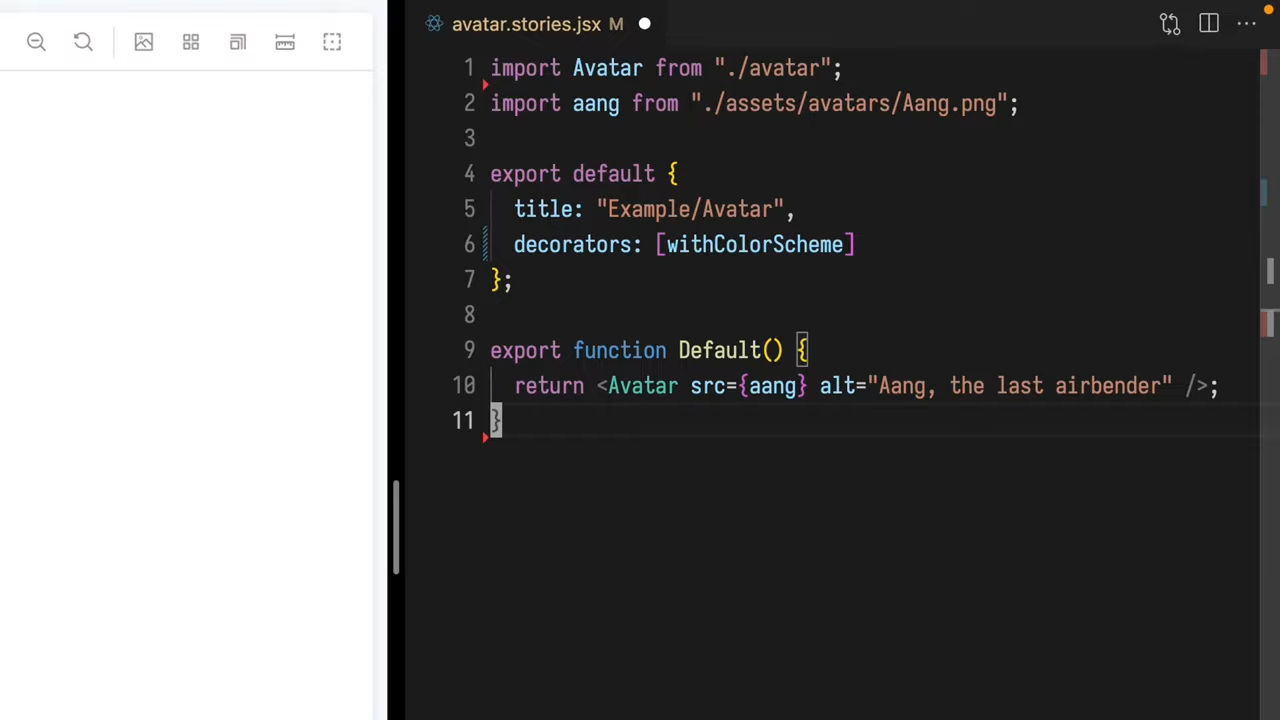 avatar.stories.jsx M
1 import Avatar from "./avatar";
2 import aang from "./assets/avatars/Aang.png";
3
4 export default {
5 title: "Example/Avatar",
6 decorators: [withColorScheme]
7 };
8
9 export function Default() {
10 return <Avatar src={aang} alt="Aang, the last airbender" />;
11 }